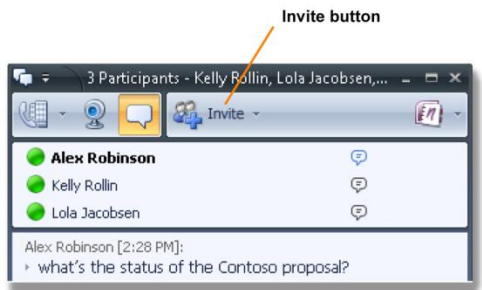 Invite button
3 Participants - Kelly Rollin, Lola Jacobsen,...
Invite
Alex Robinson
Kelly Rollin
Lola Jacobsen
Alex Robinson [2:28 PM]:
what's the status of the Contoso proposal?